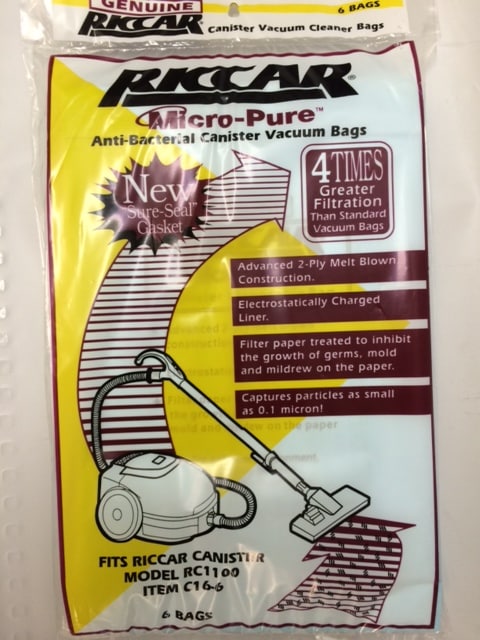 GENUINE
RICCAR Canister Vacuum Cleaner Bags
6 BAGS
RICCAR®
Micro-Pure™
Anti-Bacterial Canister Vacuum Bags
New
"Sure-Seal"
Gasket
4 TIMES
Greater
Filtration
Than Standard
Vacuum Bags
Advanced 2-Ply Melt Blown
Construction.
Electrostatically Charged
Liner.
Filter paper treated to inhibit
the growth of germs, mold
and mildrew on the paper.
Captures particles as small
as 0.1 micron!
FITS RICCAR CANISTER
MODEL RC1100
ITEM C16-6
6 BAGS